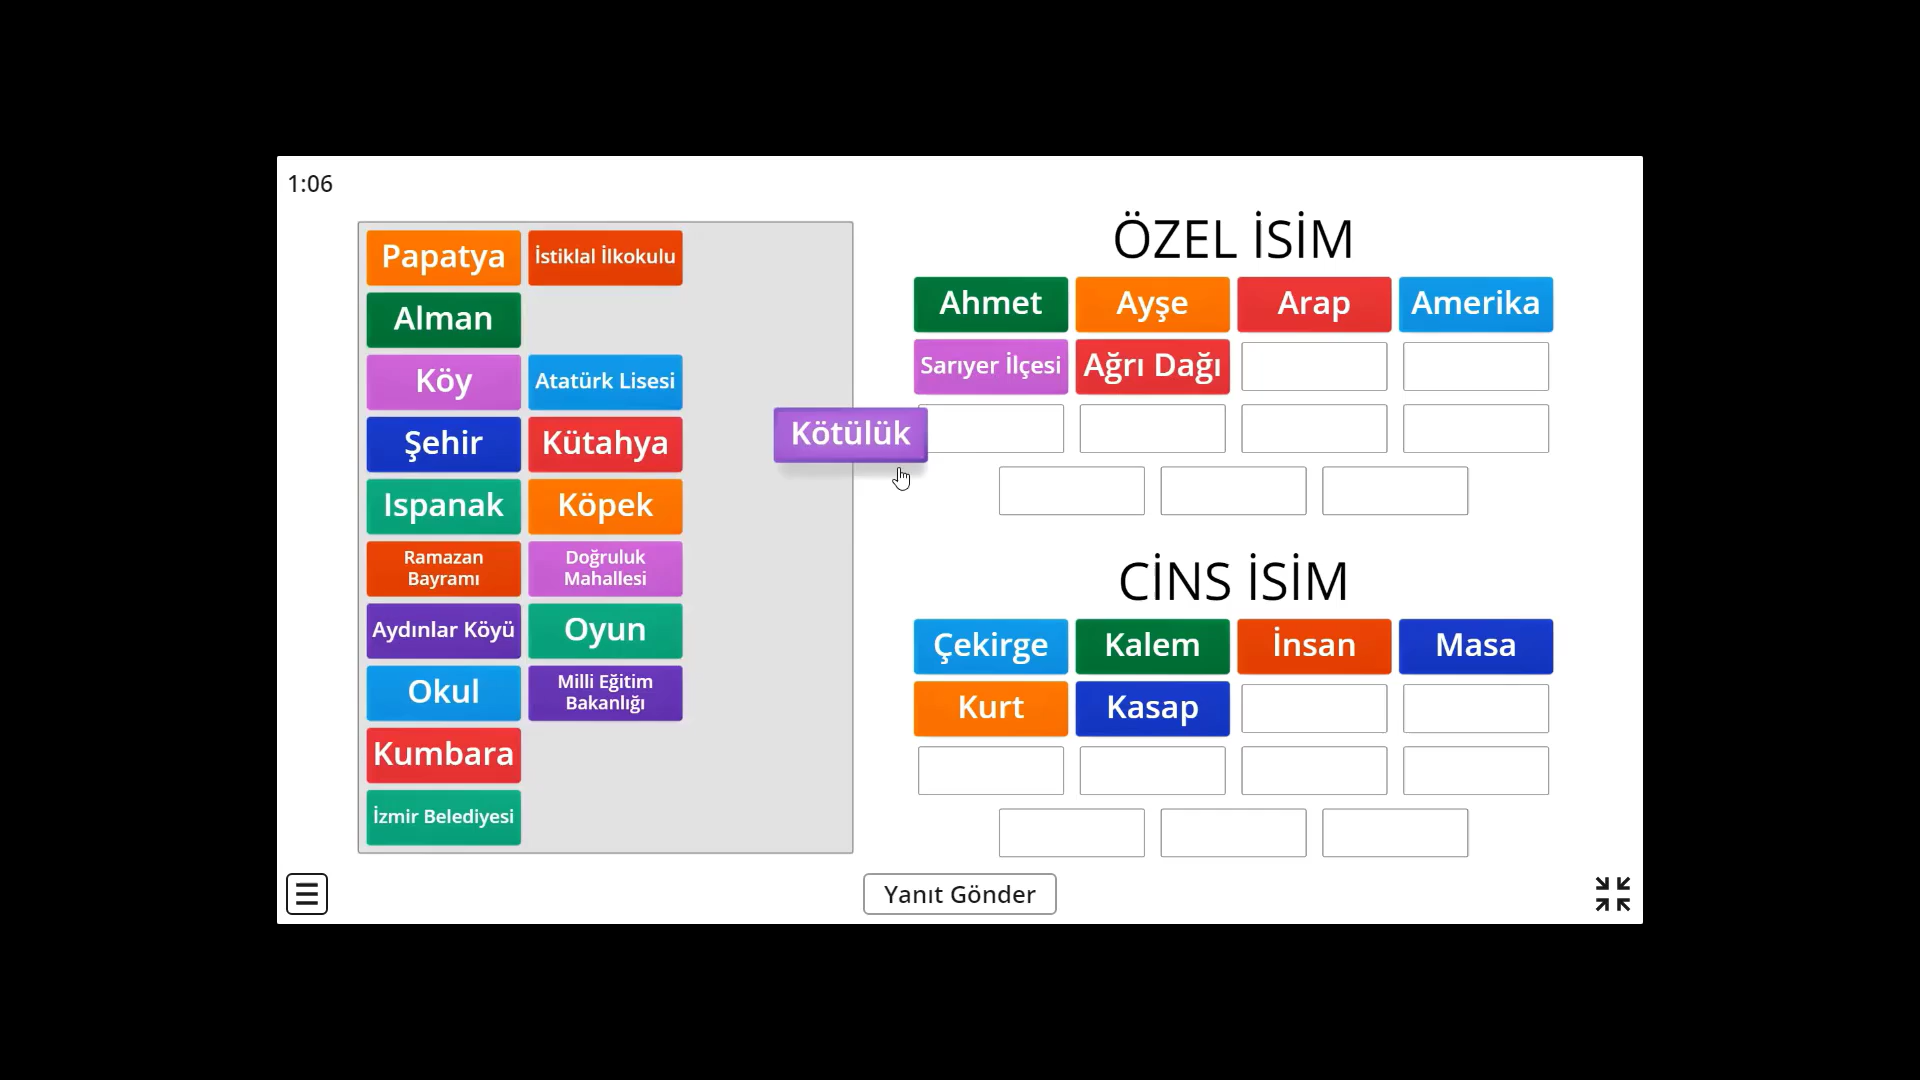 1:06
Papatya
İstiklal İlkokulu
Alman
Köy
Atatürk Lisesi
Şehir
Kütahya
Ispanak
Köpek
Ramazan
Bayramı
Doğruluk
Mahallesi
Aydınlar Köyü
Oyun
Okul
Milli Eğitim
Bakanlığı
Kumbara
İzmir Belediyesi
Kötülük
ÖZEL İSİM
Ahmet
Ayşe
Arap
Amerika
Sarıyer İlçesi
Ağrı Dağı
CİNS İSİM
Çekirge
Kalem
İnsan
Masa
Kurt
Kasap
Yanıt Gönder